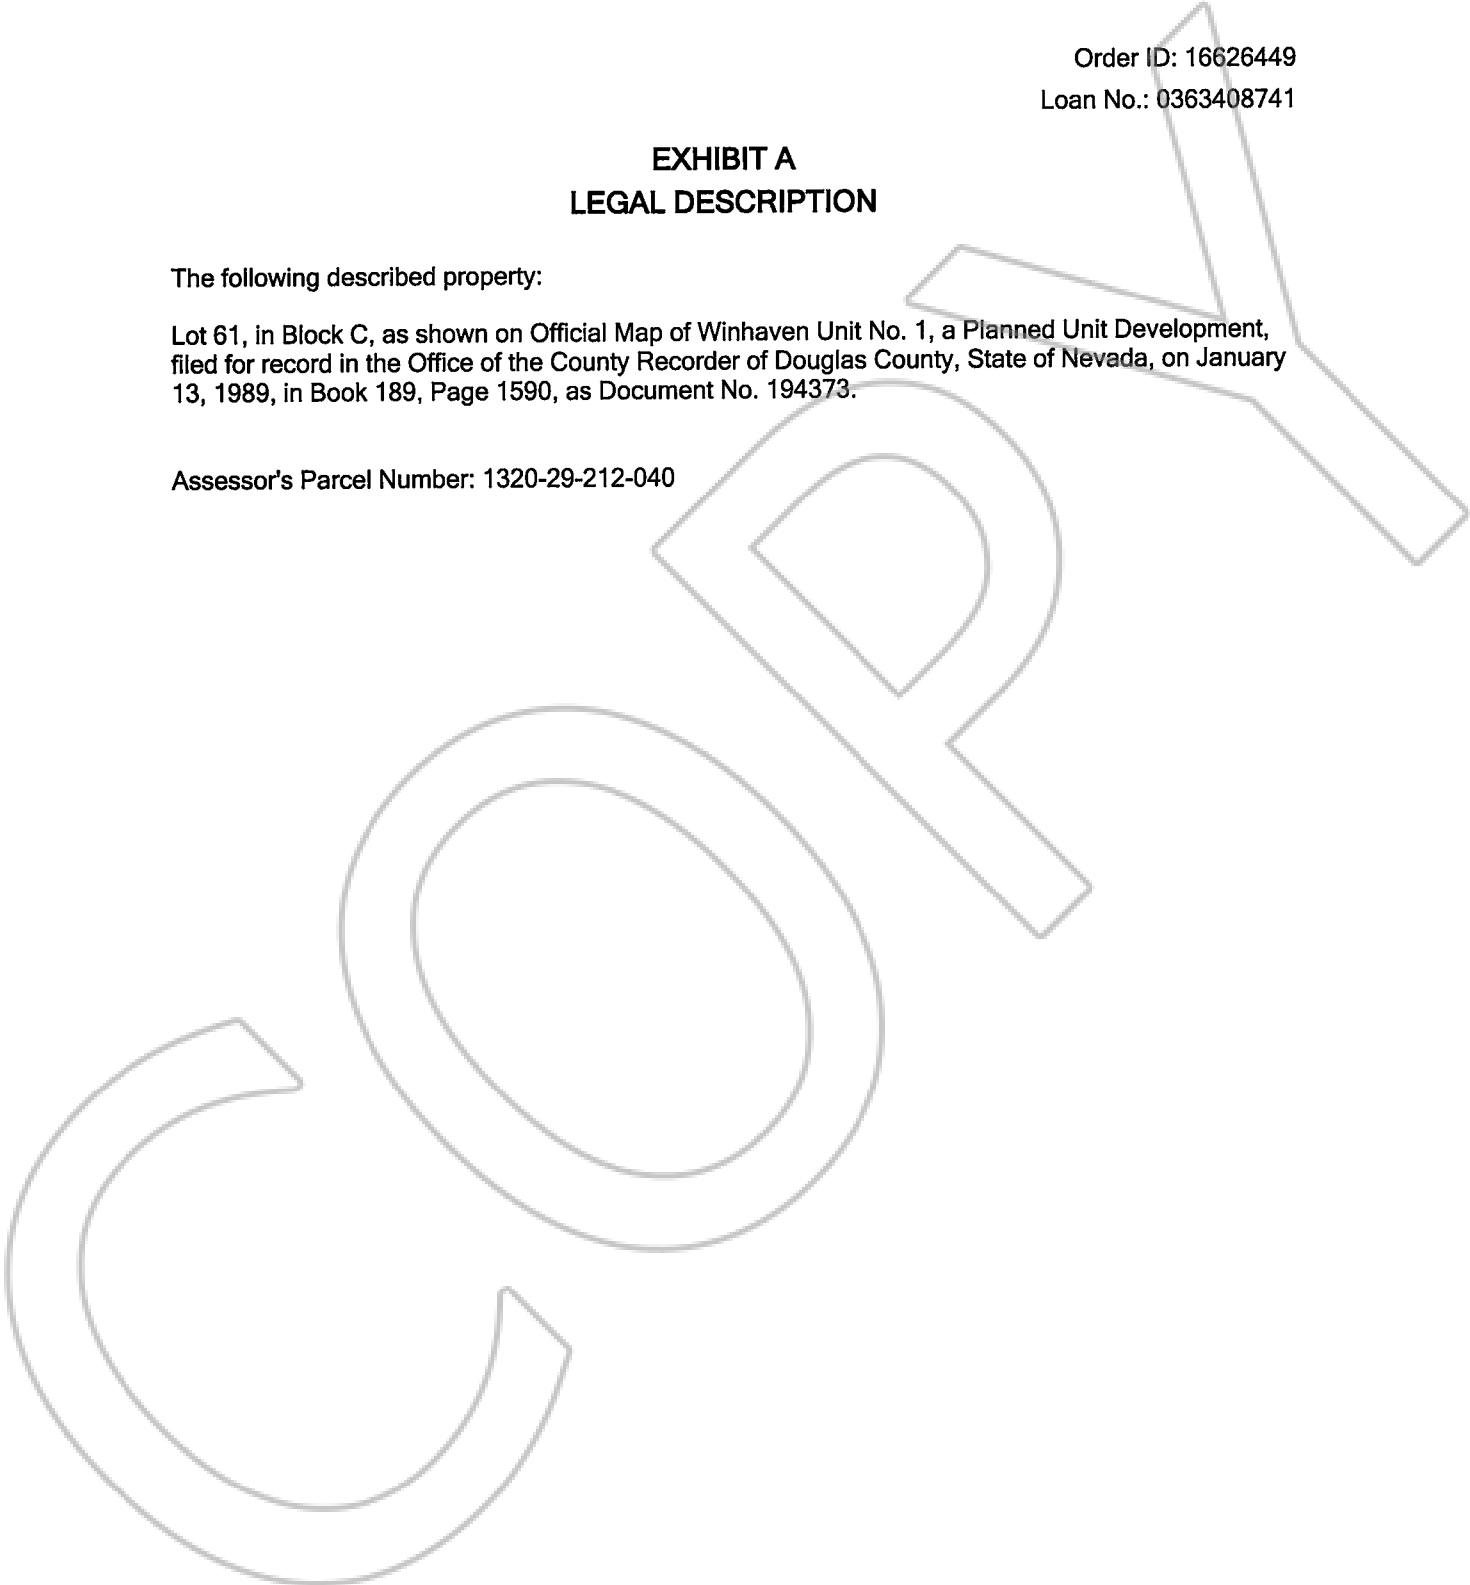 Order ID: 16626449
Loan No.: 0363408741
EXHIBIT A
LEGAL DESCRIPTION
The following described property:
Lot 61, in Block C, as shown on Official Map of Winhaven Unit No. 1, a Planned Unit Development,
filed for record in the Office of the County Recorder of Douglas County, State of Nevada, on January
13, 1989, in Book 189, Page 1590, as Document No. 194373.
Assessor's Parcel Number: 1320-29-212-040
COPY